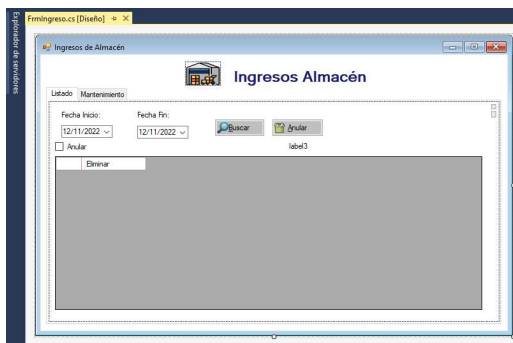 Explorador de servidores
FrmIngreso.cs [Diseño]
Ingresos de Almacén
Ingresos Almacén
Listado Mantenimiento
Fecha Inicio: Fecha Fin:
12/11/2022 12/11/2022 Buscar Anular
Anular label3
Eliminar